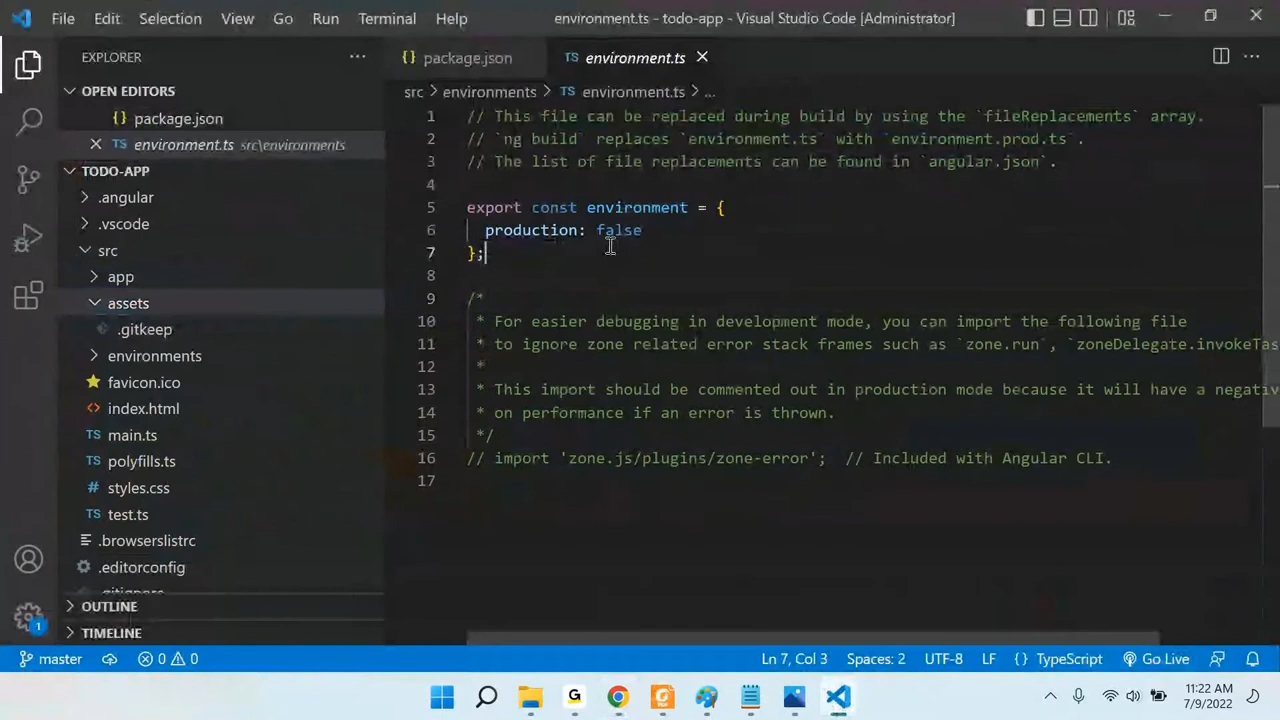 File Edit Selection View Go Run Terminal Help environment.ts - todo-app - Visual Studio Code [Administrator]
EXPLORER
OPEN EDITORS
package.json
environment.ts src\environments
TODO-APP
.angular
.vscode
src
app
assets
.gitkeep
environments
favicon.ico
index.html
TS main.ts
TS polyfills.ts
TS styles.css
TS test.ts
.browserslistrc
.editorconfig
.gitignore
OUTLINE
TIMELINE
{} package.json TS environment.ts
src > environments > TS environment.ts > ...
1 // This file can be replaced during build by using the `fileReplacements` array.
2 // `ng build` replaces `environment.ts` with `environment.prod.ts`.
3 // The list of file replacements can be found in `angular.json`.
4
5 export const environment = {
6 production: false
7 };
8
9 /*
10 * For easier debugging in development mode, you can import the following file
11 * to ignore zone related error stack frames such as `zone.run`, `zoneDelegate.invokeTas
12 *
13 * This import should be commented out in production mode because it will have a negativ
14 * on performance if an error is thrown.
15 */
16 // import 'zone.js/plugins/zone-error'; // Included with Angular CLI.
17
master 0 0 Ln 7, Col 3 Spaces: 2 UTF-8 LF {} TypeScript Go Live
1
G
11:22 AM
7/9/2022